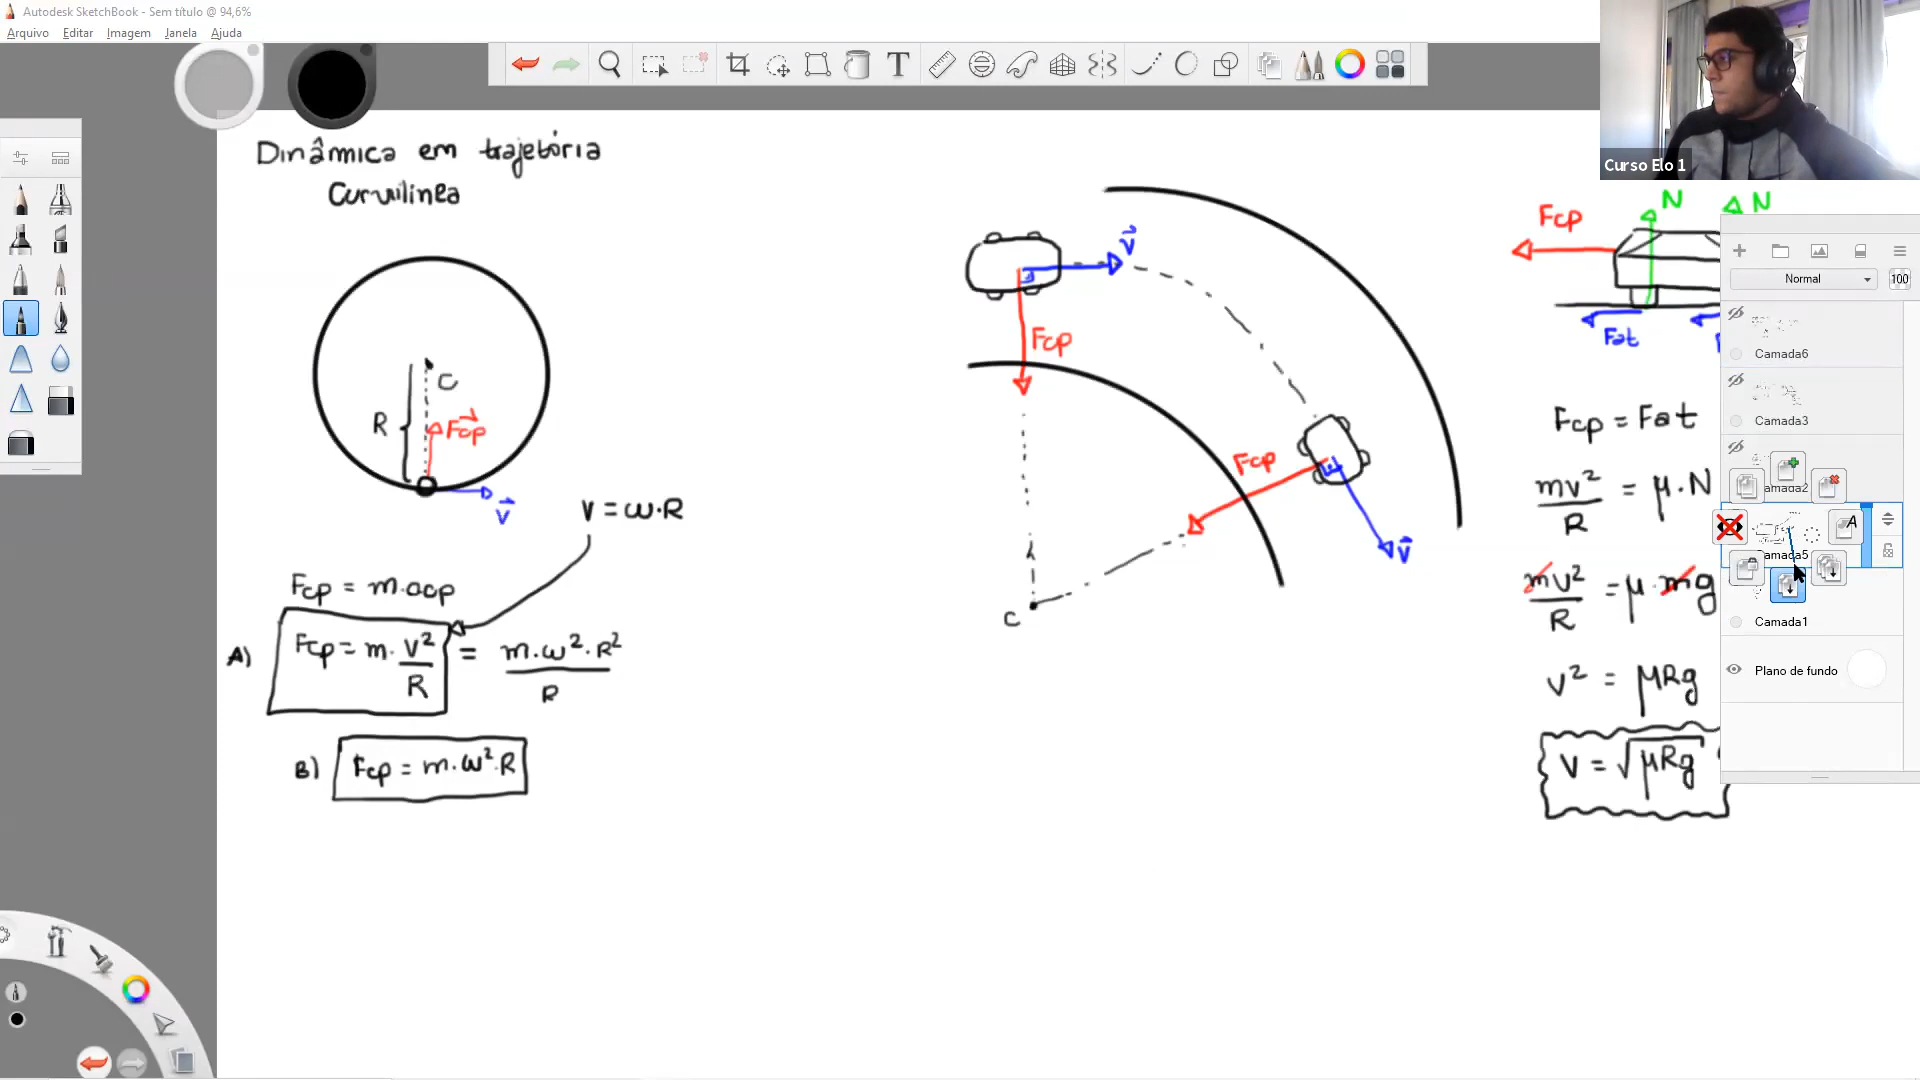 Autodesk SketchBook - Sem título @ 94,6%
Arquivo Editar Imagem Janela Ajuda
T
Curso Elo 1
Dinâmica em trajetória
Curvilínea
C
R
Fcp
V
V = ω·R
Fcp = m·acp
A) Fcp = m· V²/R = m·ω²·R²/R
B) Fcp = m·ω²·R
V
Fcp
Fcp
V
C
Fcp
N
N
Fat
Fcp = Fat
mv²/R = μ·N
mv²/R = μ·mg
v² = μRg
V = √μRg
Normal
100
Camada6
Camada3
amada2
A
amada5
Camada1
Plano de fundo